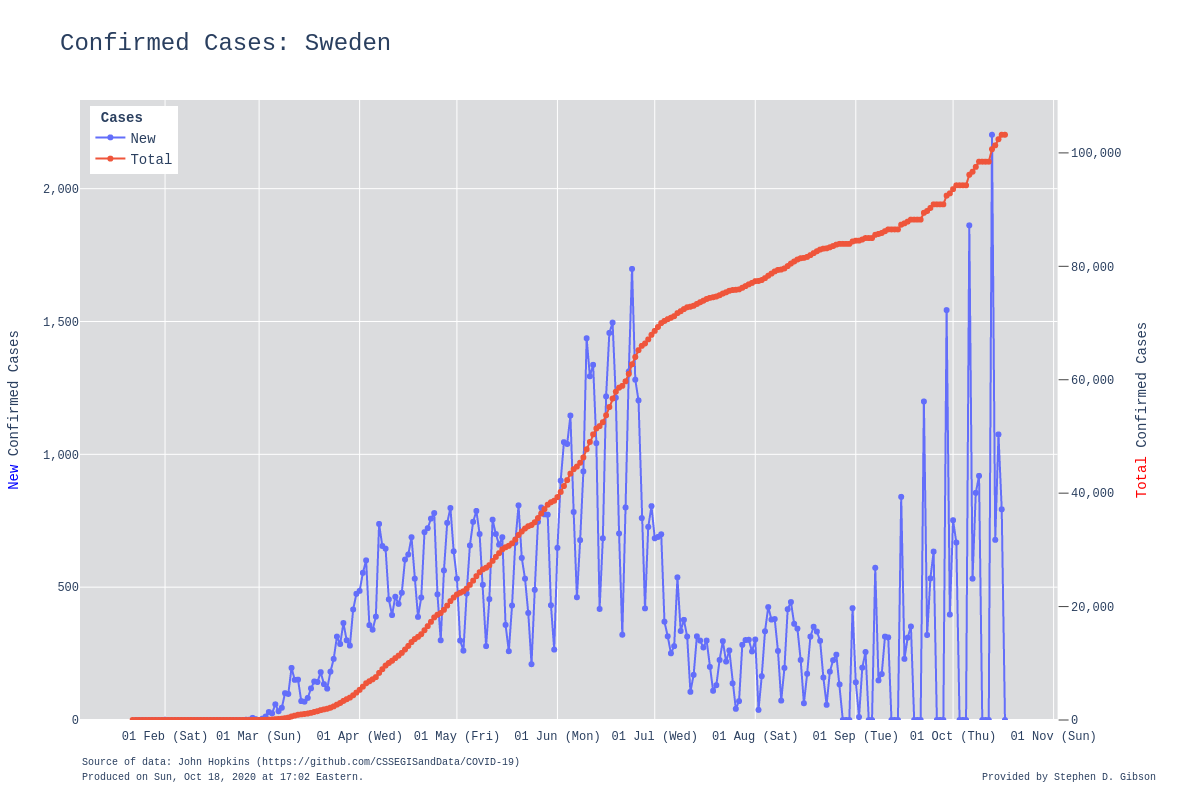 Confirmed Cases: Sweden
Cases
New
Total
2,000
1,500
1,000
500
0
100,000
80,000
60,000
40,000
20,000
0
New Confirmed Cases
Total Confirmed Cases
01 Feb (Sat) 01 Mar (Sun) 01 Apr (Wed) 01 May (Fri) 01 Jun (Mon) 01 Jul (Wed) 01 Aug (Sat) 01 Sep (Tue) 01 Oct (Thu) 01 Nov (Sun)
Source of data: John Hopkins (https://github.com/CSSEGISandData/COVID-19)
Produced on Sun, Oct 18, 2020 at 17:02 Eastern.
Provided by Stephen D. Gibson